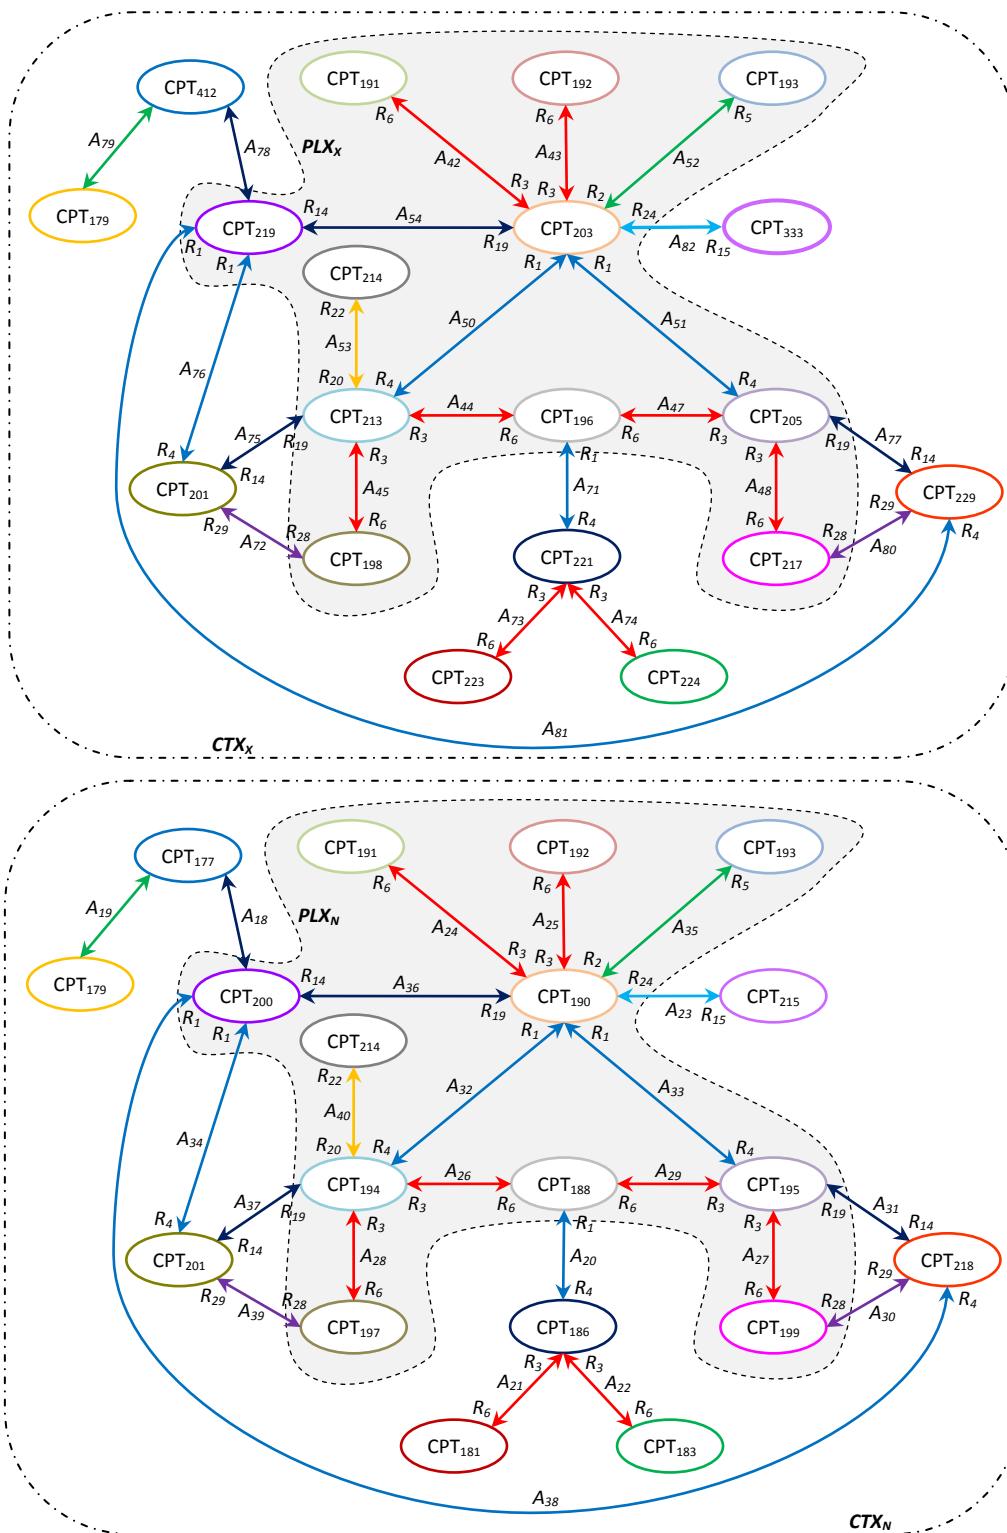 CPT191
CPT192
CPT193
CPT412
R6
R6
R5
A79
A78
PLXX
A42
A43
A52
R3
R3
R2
CPT179
CPT219
R14
A54
CPT203
R24
CPT333
R1
R1
R19
A82
R15
CPT214
R1
R1
R22
A50
A51
A53
A76
R20
R4
R4
CPT213
A44
CPT196
A47
CPT205
A75
R19
R3
R6
R6
R3
R19
A77
R4
R14
R3
R1
R3
R14
CPT201
A45
A71
A48
CPT229
R29
R28
R6
R4
R6
R28
R29
R4
A72
CPT198
CPT221
CPT217
A80
R3
R3
A73
A74
R6
R6
CPT223
CPT224
A81
CTXX
CPT191
CPT192
CPT193
CPT177
R6
R6
R5
A19
A18
PLXN
A24
A25
A35
R3
R3
R2
CPT179
CPT200
R14
A36
CPT190
R24
CPT215
R1
R1
R19
A23
R15
CPT214
R1
R1
R22
A32
A33
A40
A34
R20
R4
R4
CPT194
A26
CPT188
A29
CPT195
A37
R19
R3
R6
R6
R3
R19
A31
R4
R14
R3
R1
R3
R14
CPT201
A28
A20
A27
CPT218
R29
R28
R6
R4
R6
R28
R29
R4
A39
CPT197
CPT186
CPT199
A30
R3
R3
A21
A22
R6
R6
CPT181
CPT183
A38
CTXN